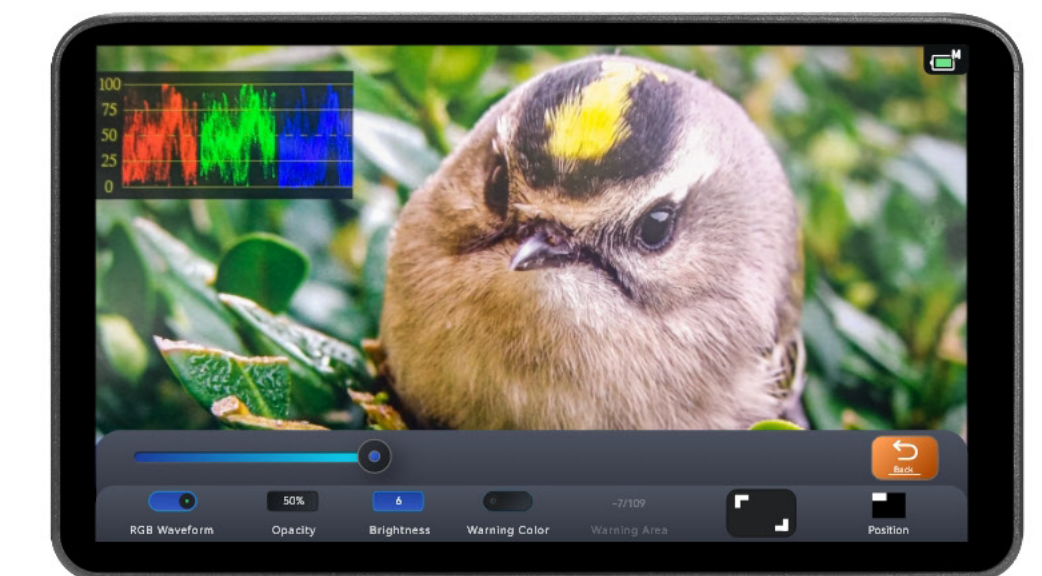 M
100
75
50
25
0
Back
50%
6
-7/109
RGB Waveform
Opacity
Brightness
Warning Color
Warning Area
Position